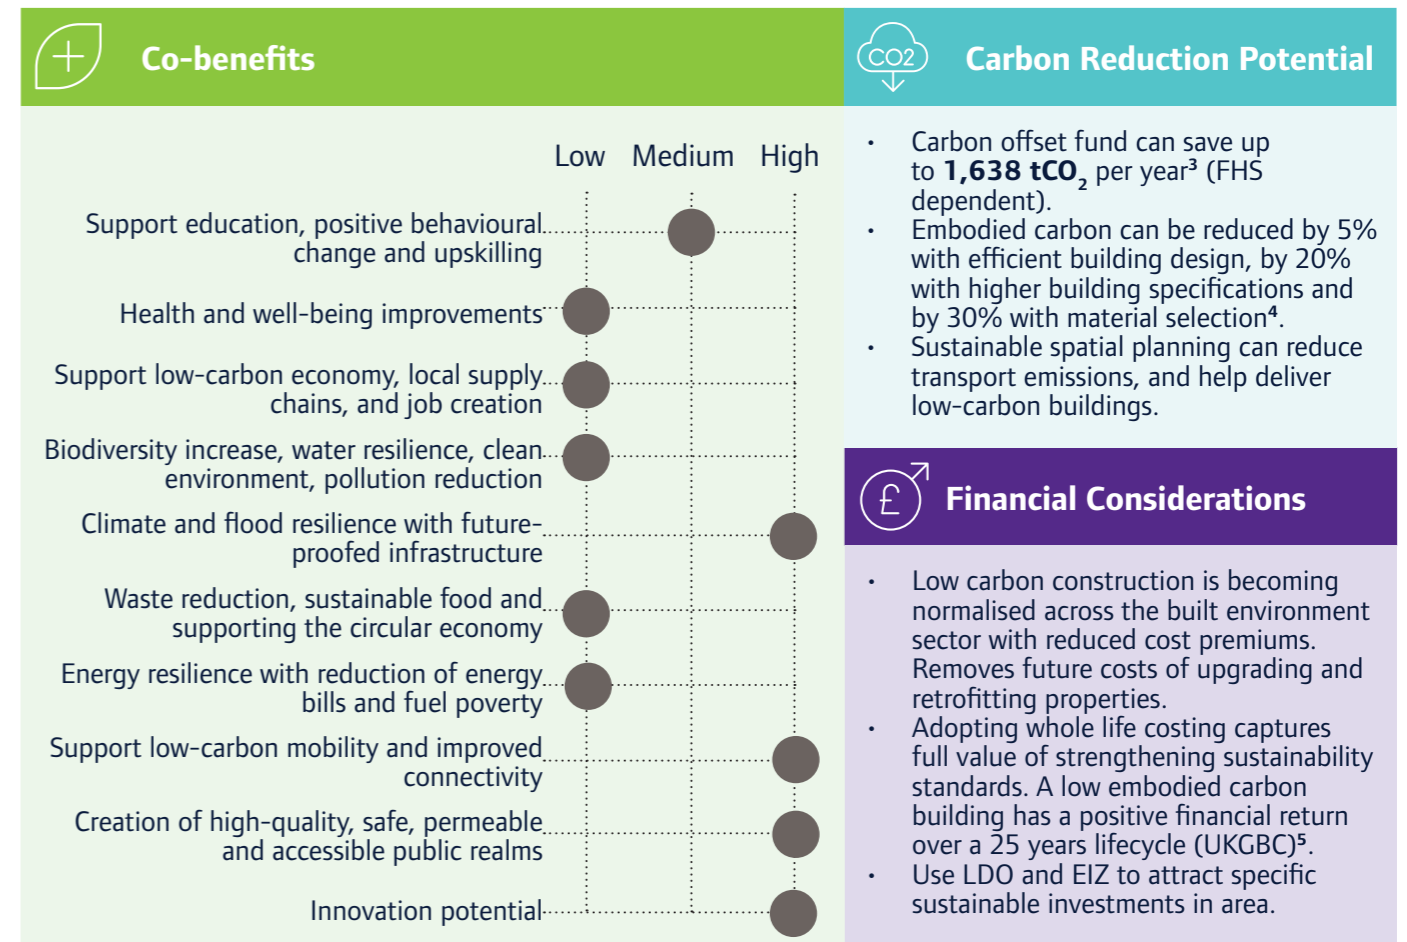 Co-benefits
Low Medium High
Support education, positive behavioural
change and upskilling
Health and well-being improvements
Support low-carbon economy, local supply
chains, and job creation
Biodiversity increase, water resilience, clean
environment, pollution reduction
Climate and flood resilience with future-
proofed infrastructure
Waste reduction, sustainable food and
supporting the circular economy
Energy resilience with reduction of energy
bills and fuel poverty
Support low-carbon mobility and improved
connectivity
Creation of high-quality, safe, permeable
and accessible public realms
Innovation potential
CO2
Carbon Reduction Potential
• Carbon offset fund can save up
to 1,638 tCO₂ per year³ (FHS
dependent).
• Embodied carbon can be reduced by 5%
with efficient building design, by 20%
with higher building specifications and
by 30% with material selection⁴.
• Sustainable spatial planning can reduce
transport emissions, and help deliver
low-carbon buildings.
£
Financial Considerations
• Low carbon construction is becoming
normalised across the built environment
sector with reduced cost premiums.
Removes future costs of upgrading and
retrofitting properties.
• Adopting whole life costing captures
full value of strengthening sustainability
standards. A low embodied carbon
building has a positive financial return
over a 25 years lifecycle (UKGBC)⁵.
• Use LDO and EIZ to attract specific
sustainable investments in area.